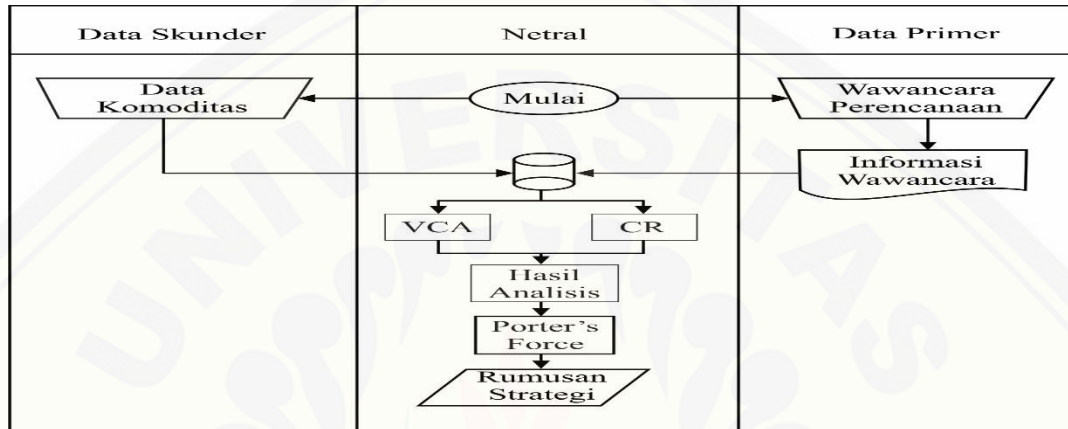 Data Skunder
Netral
Data Primer
Data
Komoditas
Mulai
Wawancara
Perencanaan
Informasi
Wawancara
VCA
CR
Hasil
Analisis
Porter's
Force
Rumusan
Strategi
UNIVERSITAS